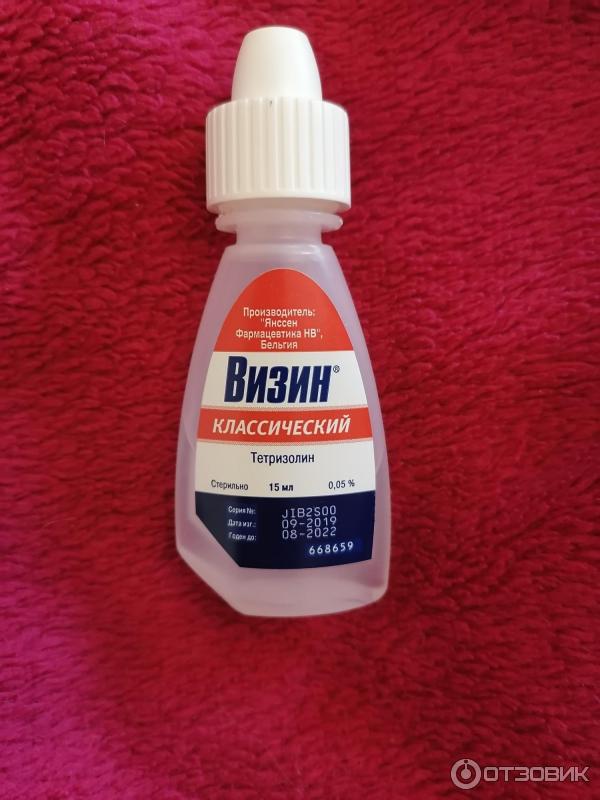 Производитель:
"Янссен
Фармацевтика НВ",
Бельгия
Визин®
КЛАССИЧЕСКИЙ
Тетризолин
Стерильно 15 мл 0,05 %
Серия №: JIB2S00
Дата изг.: 09-2019
Годен до: 08-2022
668659
ОТЗОВИК